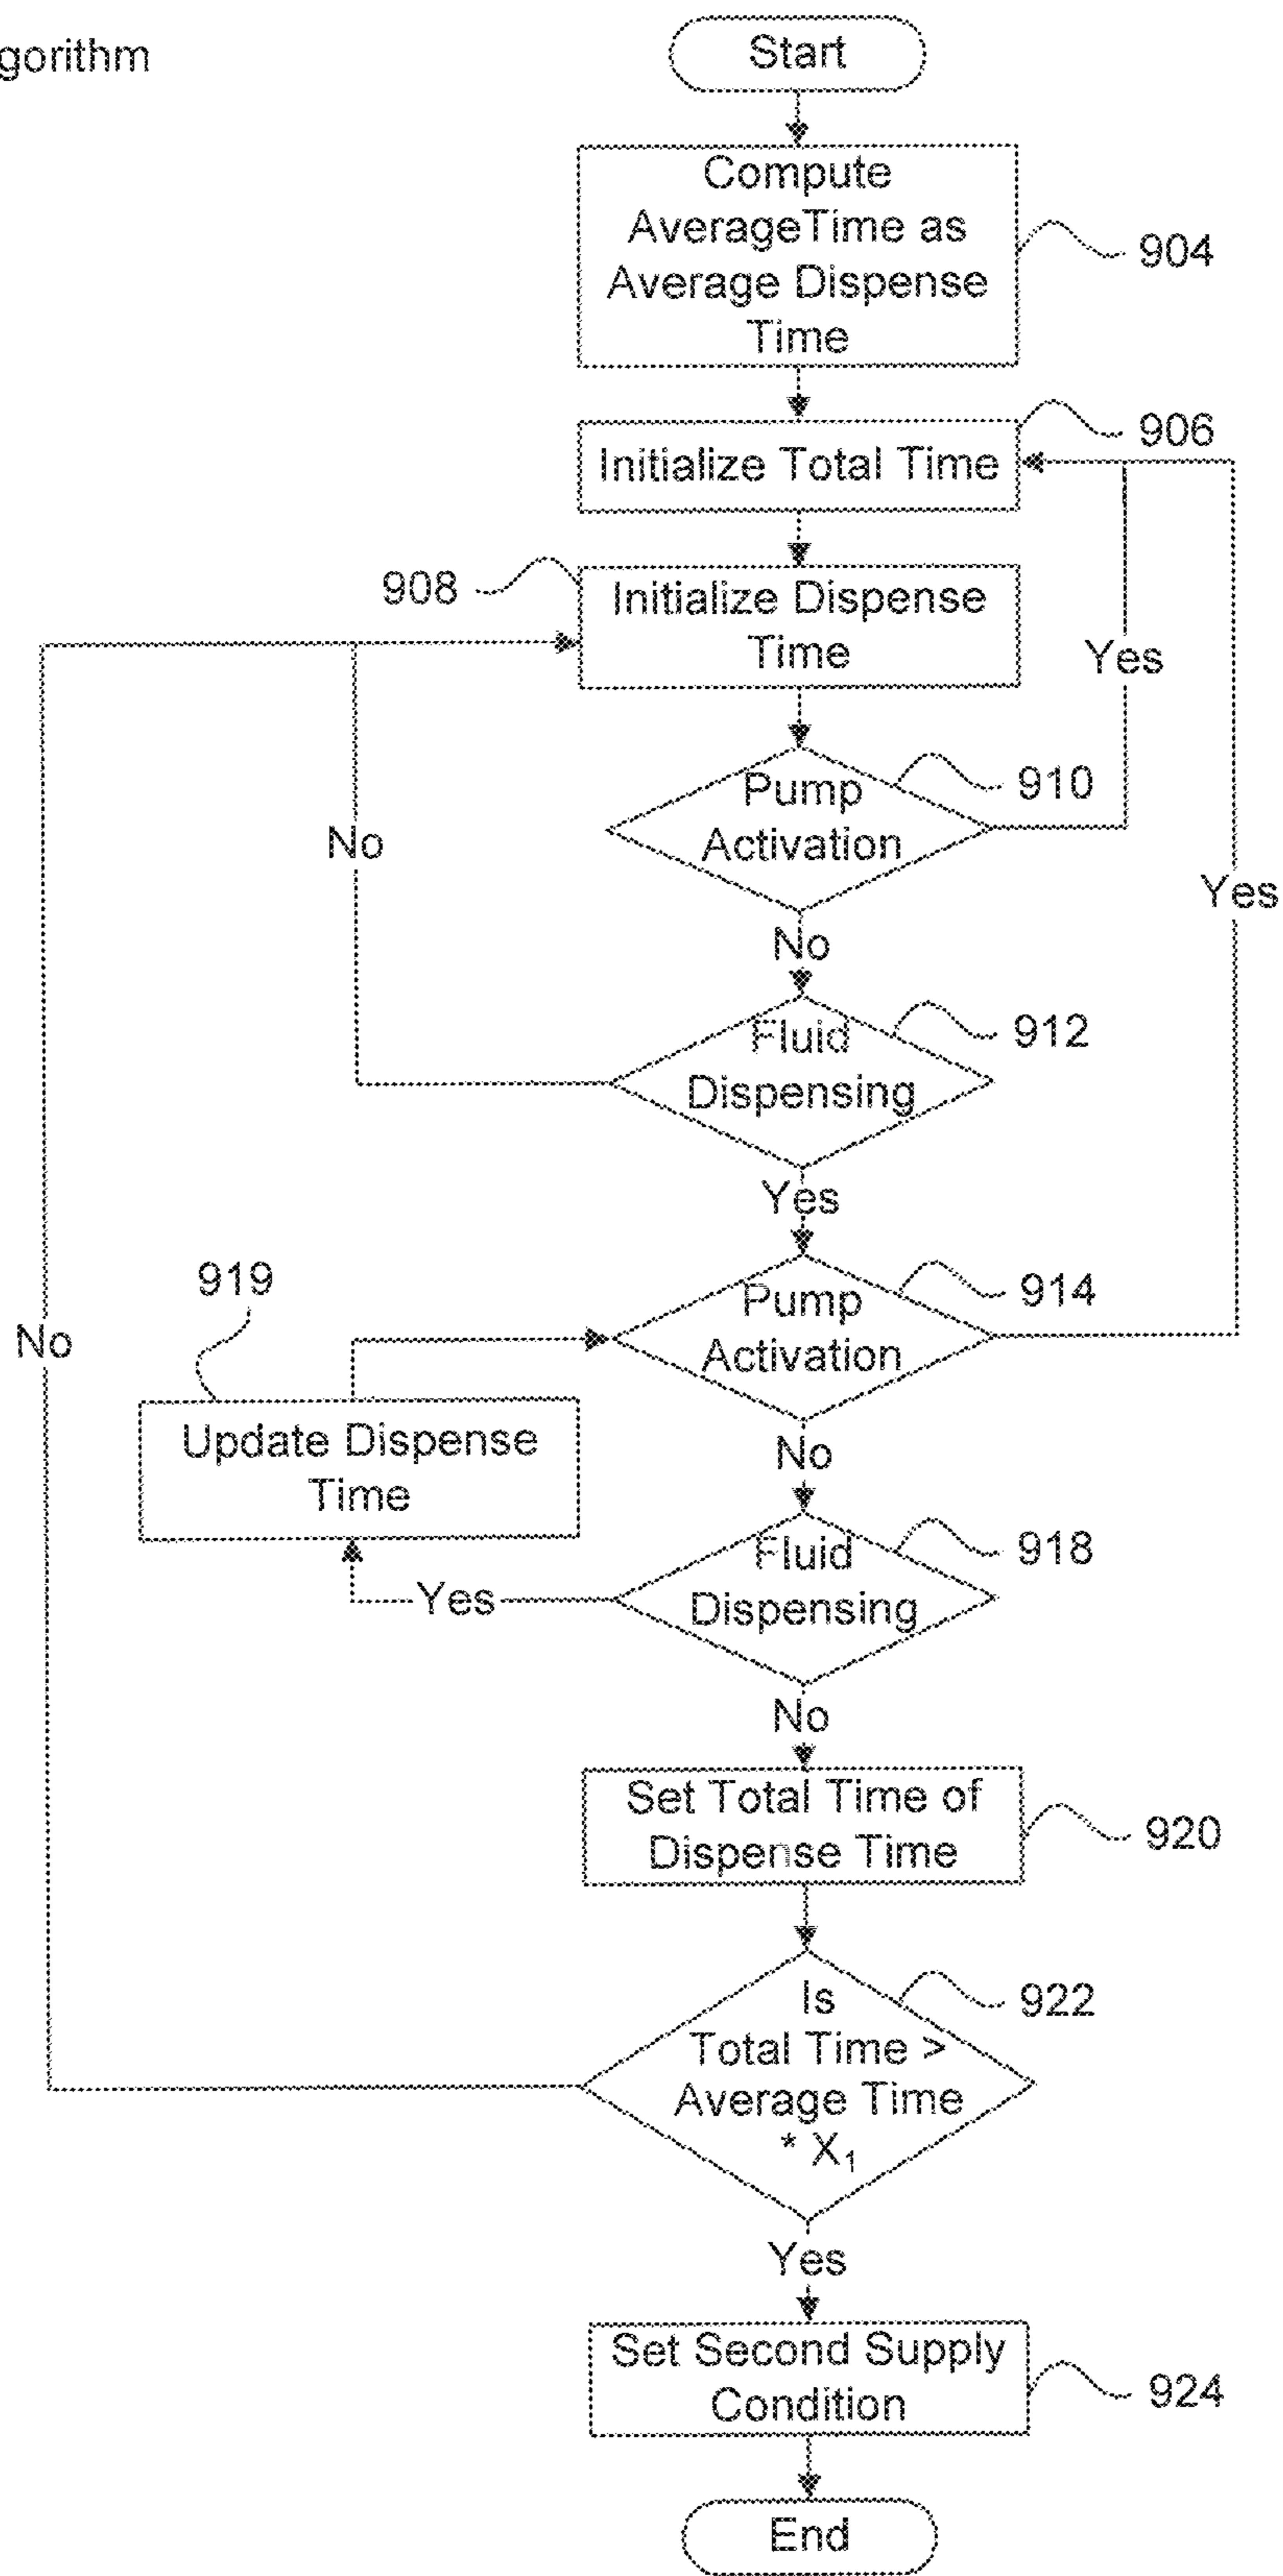 gorithm
Start
Compute
AverageTime as
Average Dispense
Time
904
906
Initialize Total Time
908
Initialize Dispense
Time
Yes
910
Pump
Activation
No
Yes
No
912
Fluid
Dispensing
Yes
919
914
Pump
Activation
No
Update Dispense
Time
No
918
Fluid
Dispensing
Yes
No
Set Total Time of
Dispense Time
920
922
Is
Total Time >
Average Time
* X₁
Yes
Set Second Supply
Condition
924
End